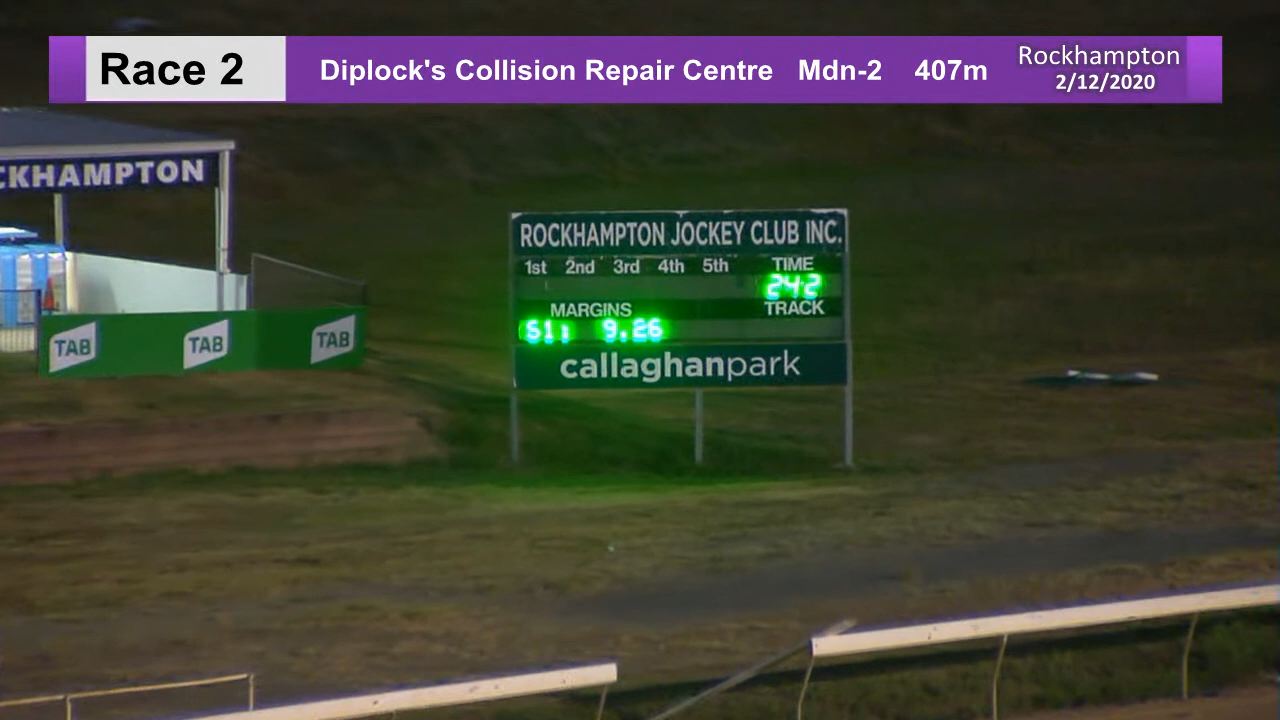 Race 2 Diplock's Collision Repair Centre Mdn-2 407m
Rockhampton
2/12/2020
CKHAMPTON
ROCKHAMPTON JOCKEY CLUB INC.
1st 2nd 3rd 4th 5th TIME
242
MARGINS TRACK
S1: 9.26
callaghanpark
TAB TAB TAB